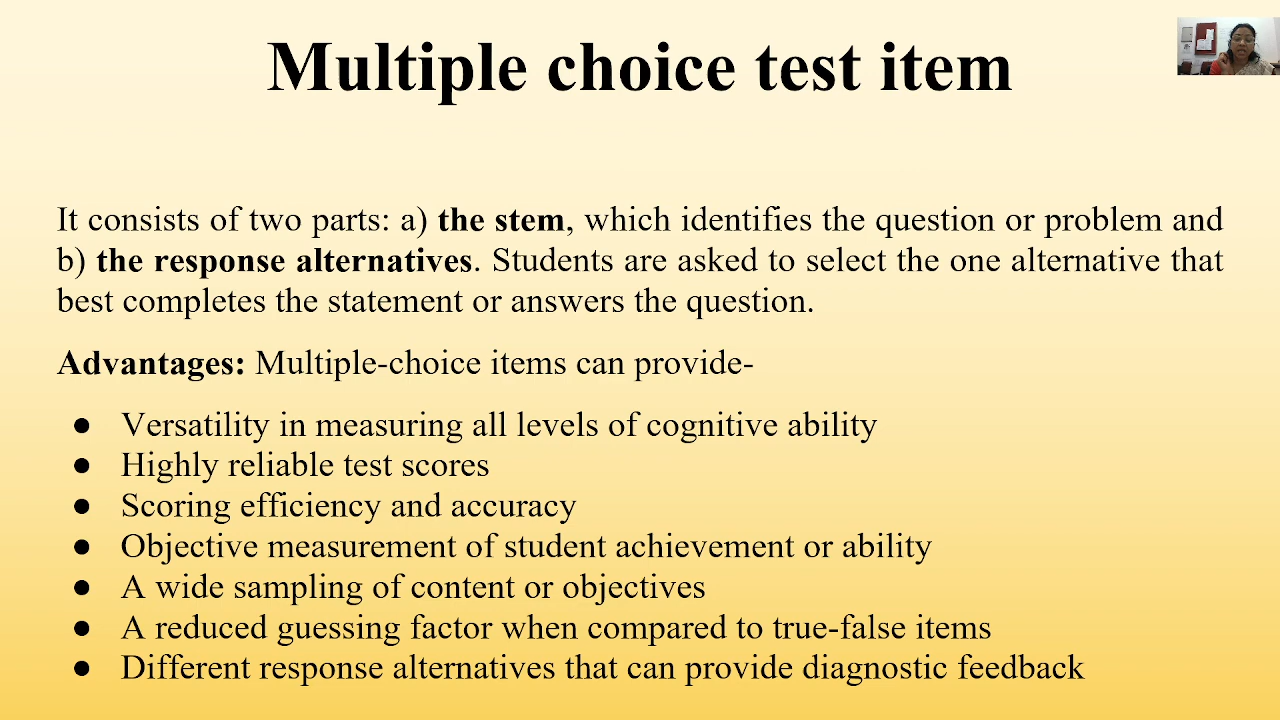 Multiple choice test item
It consists of two parts: a) the stem, which identifies the question or problem and
b) the response alternatives. Students are asked to select the one alternative that
best completes the statement or answers the question.
Advantages: Multiple-choice items can provide-
● Versatility in measuring all levels of cognitive ability
● Highly reliable test scores
● Scoring efficiency and accuracy
● Objective measurement of student achievement or ability
● A wide sampling of content or objectives
● A reduced guessing factor when compared to true-false items
● Different response alternatives that can provide diagnostic feedback